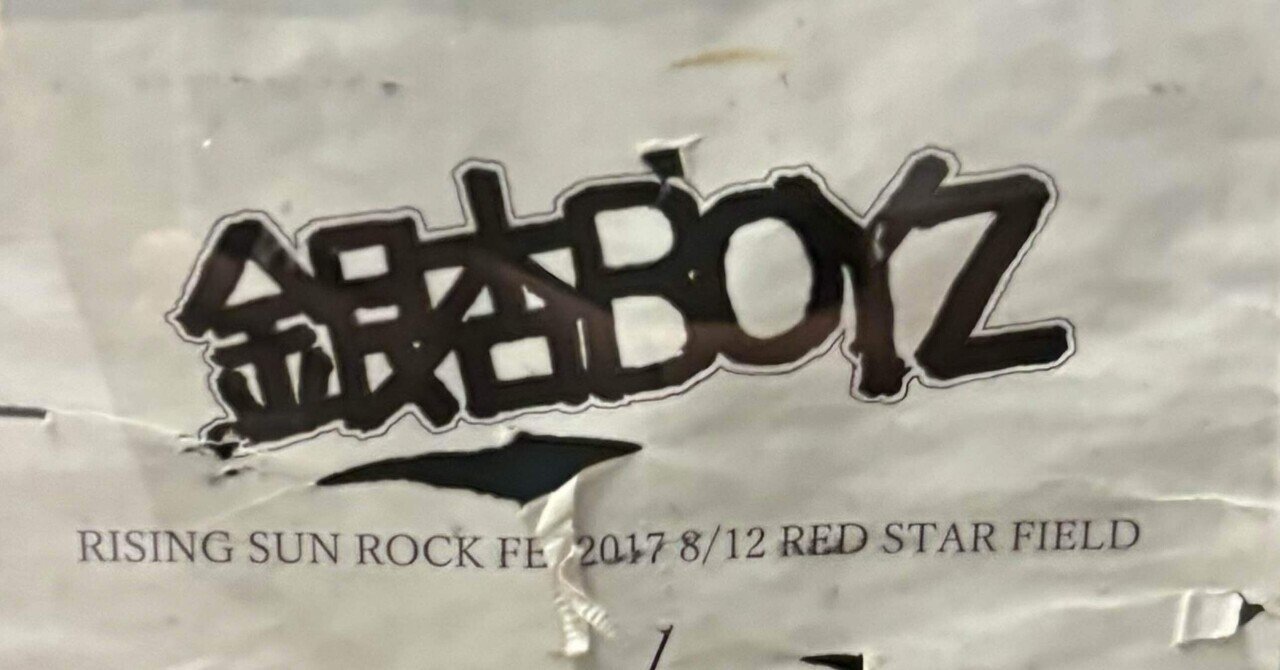 銀杏BOYZ
RISING SUN ROCK FE 2017 8/12 RED STAR FIELD